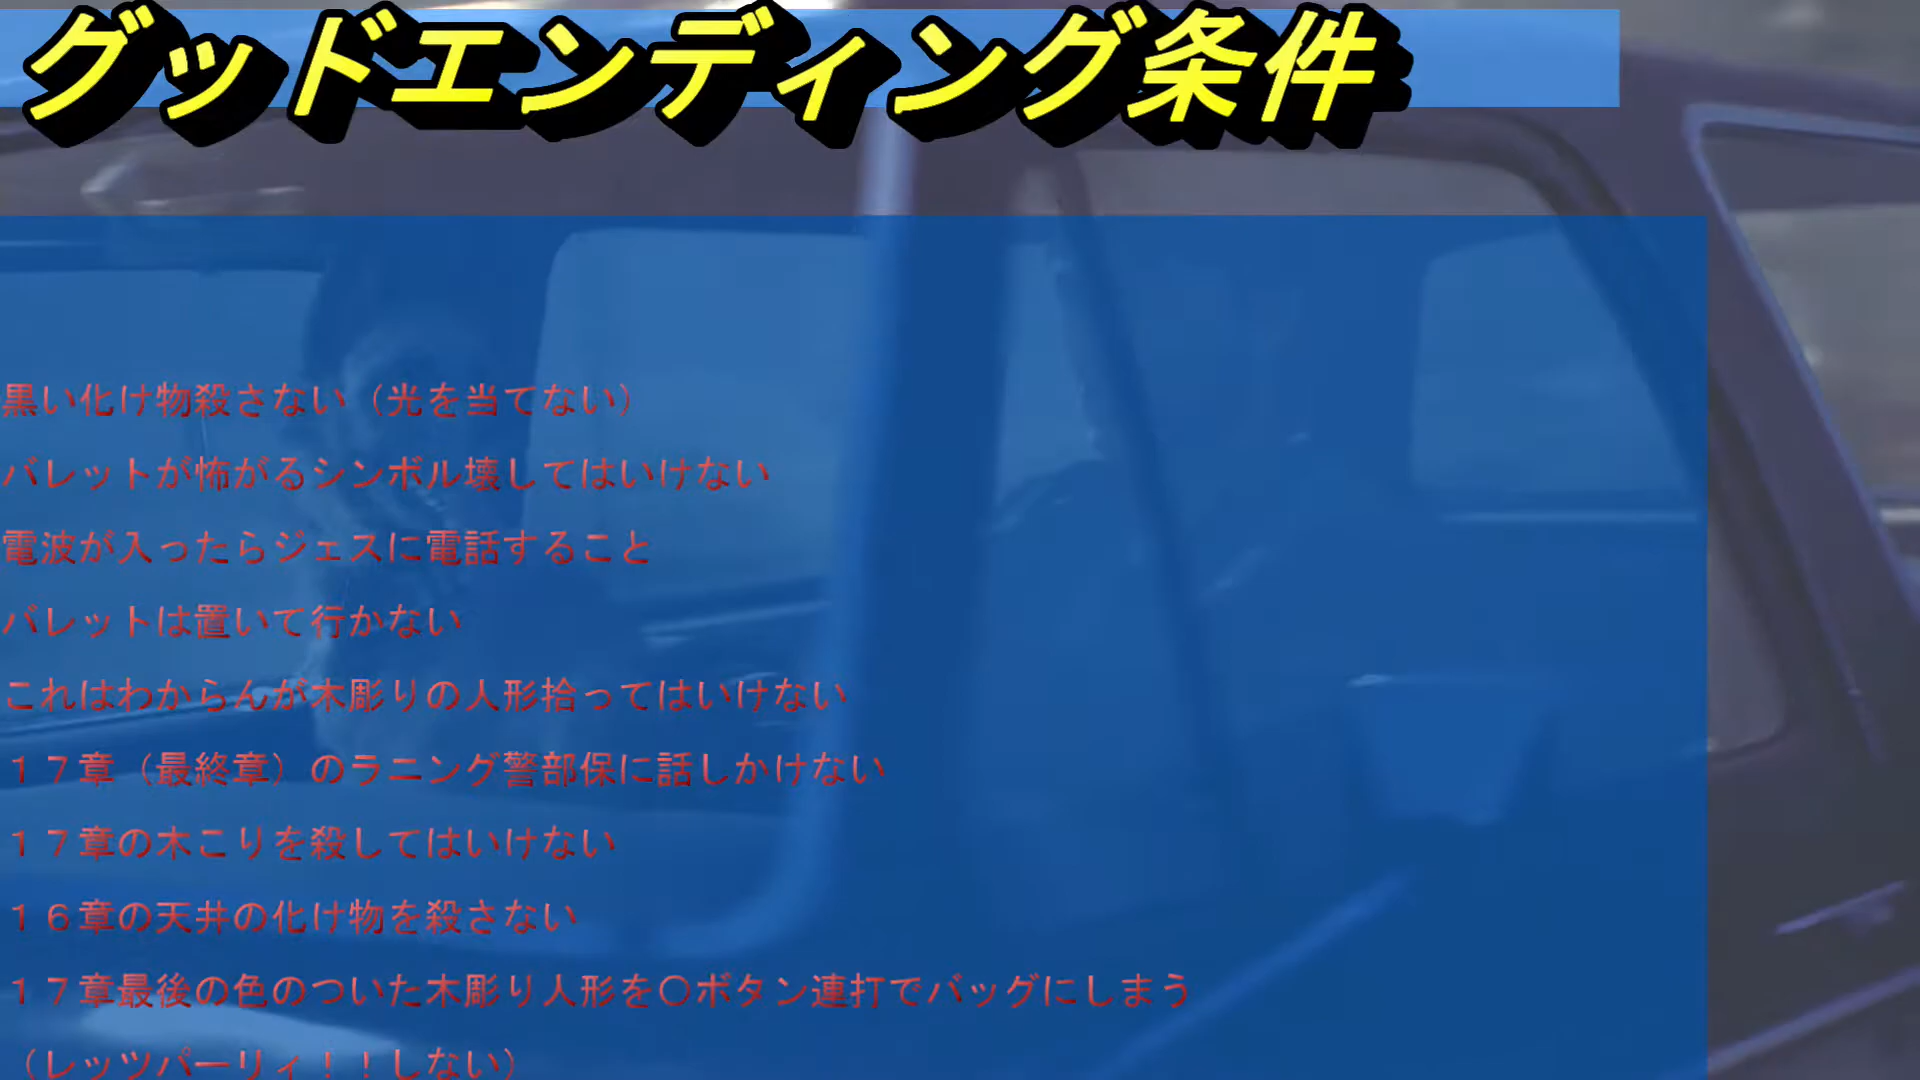 グッドエンディング条件
黒い化け物殺さない（光を当てない）
バレットが怖がるシンボル壊してはいけない
電波が入ったらジェスに電話すること
バレットは置いて行かない
これはわからんが木彫りの人形拾ってはいけない
１７章（最終章）のラニング警部保に話しかけない
１７章の木こりを殺してはいけない
１６章の天井の化け物を殺さない
１７章最後の色のついた木彫り人形を〇ボタン連打でバッグにしまう
（レッツパーリィ！！しない）